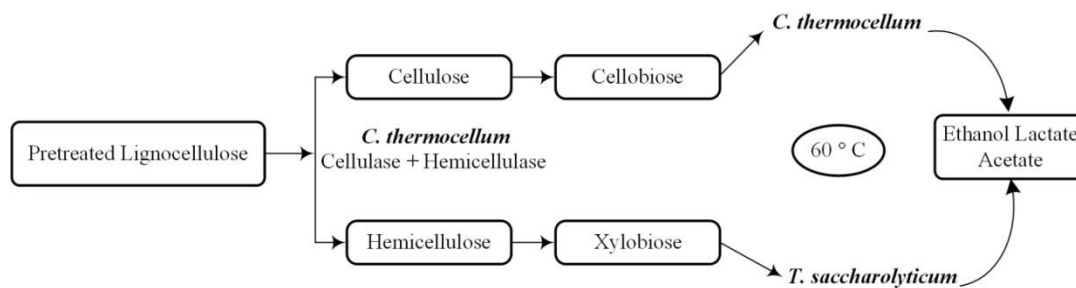 C. thermocellum
Cellulose
Cellobiose
Pretreated Lignocellulose
C. thermocellum
Cellulase + Hemicellulase
60 ° C
Ethanol Lactate
Acetate
Hemicellulose
Xylobiose
T. saccharolyticum